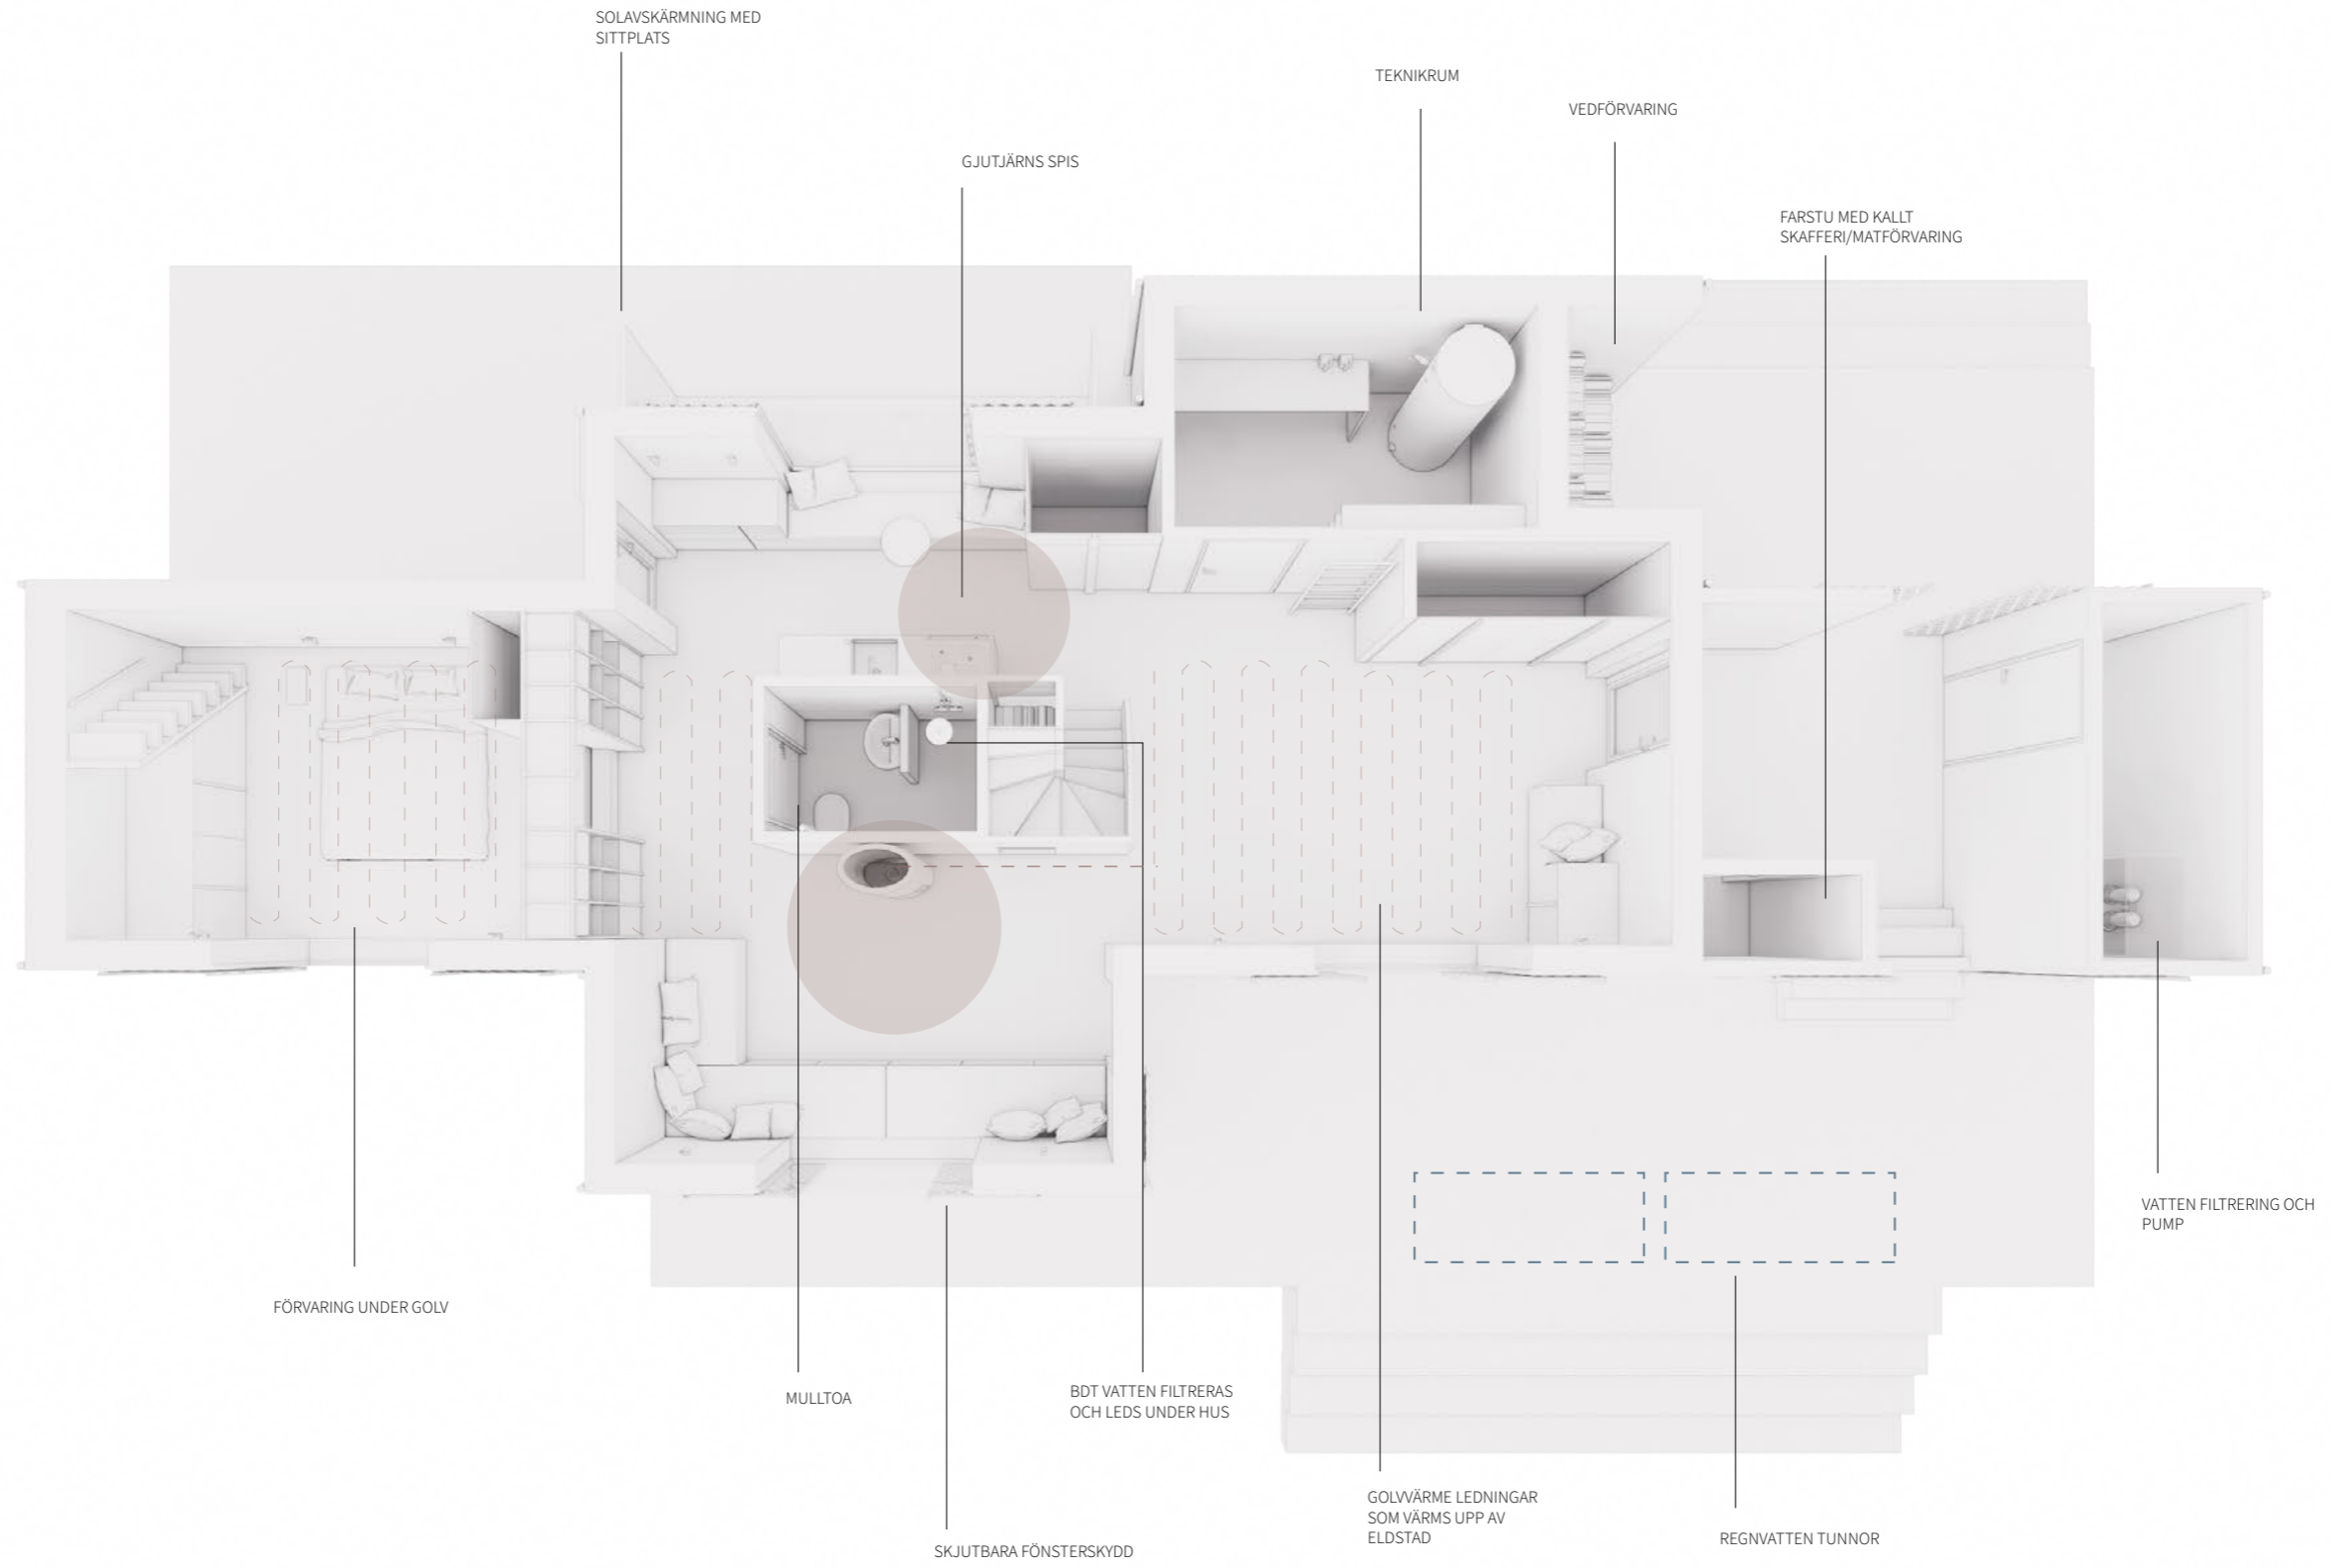 SOLAVSKÄRMNING MED
SITTPLATS
TEKNIKRUM
VEDFÖRVARING
GJUTJÄRNS SPIS
FARSTU MED KALLT
SKAFFERI/MATFÖRVARING
VATTEN FILTRERING OCH
PUMP
FÖRVARING UNDER GOLV
MULLTOA
BDT VATTEN FILTRERAS
OCH LEDS UNDER HUS
GOLVVÄRME LEDNINGAR
SOM VÄRMS UPP AV
ELDSTAD
REGNVATTEN TUNNOR
SKJUTBARA FÖNSTERSKYDD